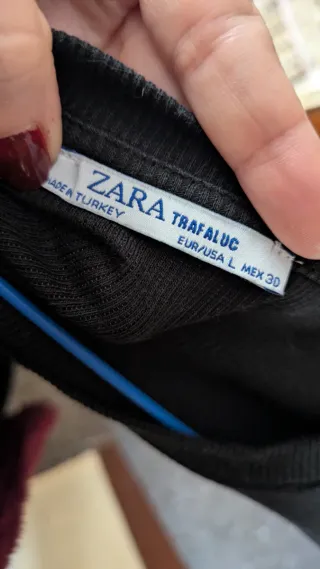 ZARA TRAFALUC
MADE IN TURKEY
EUR/USA L MEX 30